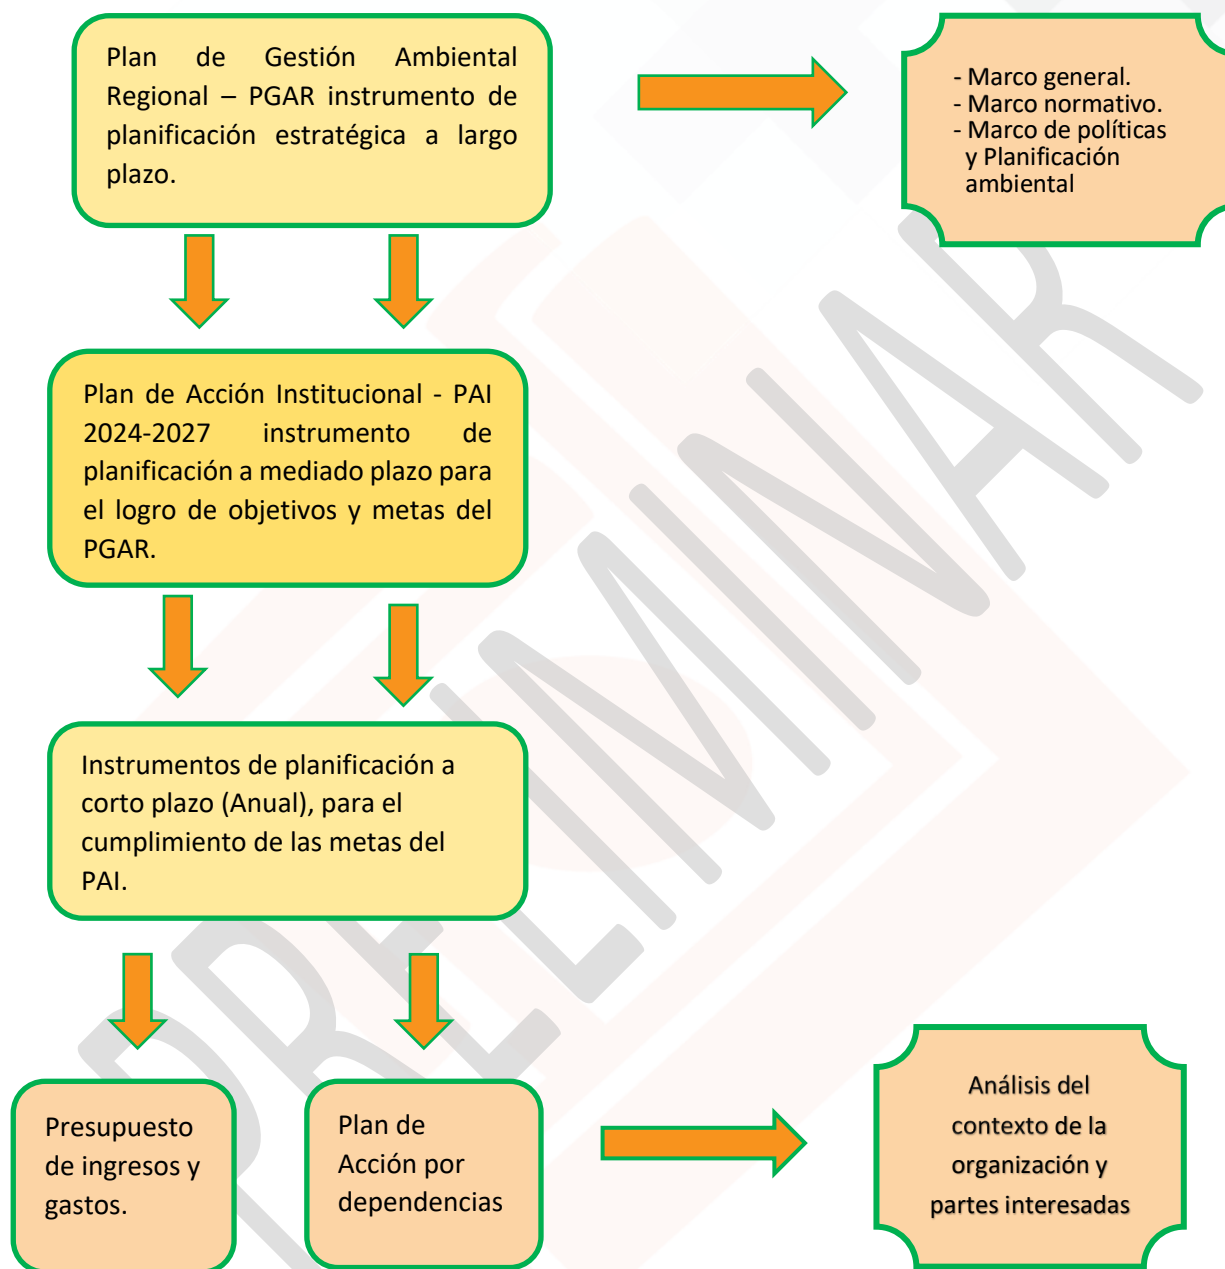 Plan de Gestión Ambiental
Regional – PGAR instrumento de
planificación estratégica a largo
plazo.
- Marco general.
- Marco normativo.
- Marco de políticas
y Planificación
ambiental
Plan de Acción Institucional - PAI
2024-2027 instrumento de
planificación a mediado plazo para
el logro de objetivos y metas del
PGAR.
Instrumentos de planificación a
corto plazo (Anual), para el
cumplimiento de las metas del
PAI.
Presupuesto
de ingresos y
gastos.
Plan de
Acción por
dependencias
Análisis del
contexto de la
organización y
partes interesadas
PRELIMINAR